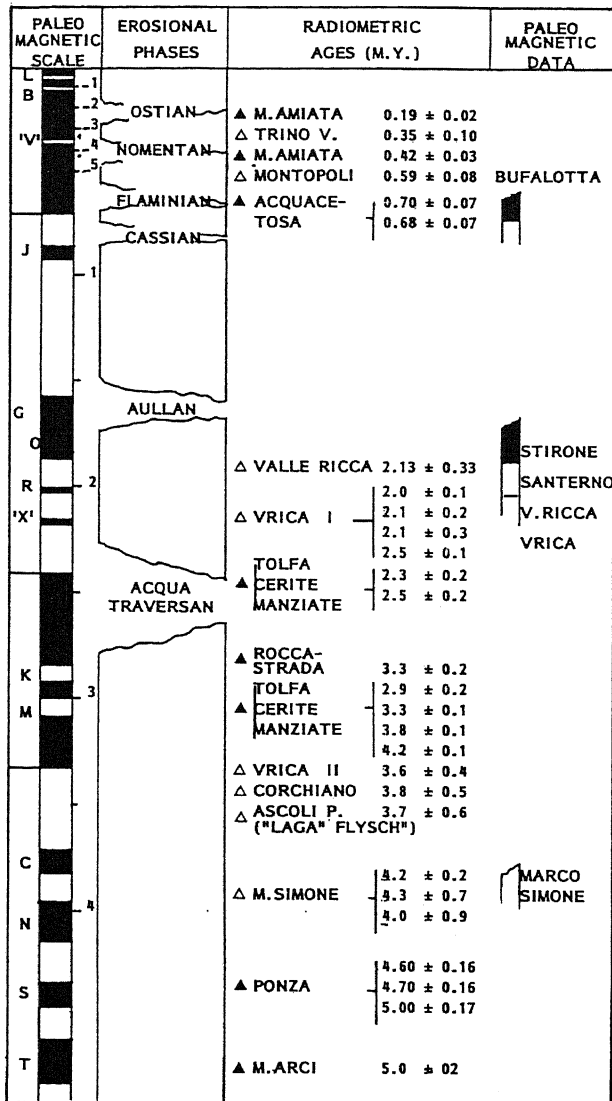 PALEO MAGNETIC SCALE
EROSIONAL PHASES
RADIOMETRIC AGES (M.Y.)
PALEO MAGNETIC DATA
L
B
1
2
OSTIAN
▲ M.AMIATA 0.19 ± 0.02
'V'
3
△ TRINO V. 0.35 ± 0.10
4
NOMENTAN
▲ M.AMIATA 0.42 ± 0.03
5
△ MONTOPOLI 0.59 ± 0.08
BUFALOTTA
FLAMINIAN
▲ ACQUACE- 0.70 ± 0.07
TOSA 0.68 ± 0.07
CASSIAN
J
1
G
AULLAN
O
STIRONE
△ VALLE RICCA 2.13 ± 0.33
R
2
2.0 ± 0.1
SANTERNO
'X'
△ VRICA I 2.1 ± 0.2
V.RICCA
2.1 ± 0.3
VRICA
2.5 ± 0.1
ACQUA
TRAVERSAN
TOLFA 2.3 ± 0.2
▲ CERITE
MANZIATE 2.5 ± 0.2
▲ ROCCA-
STRADA 3.3 ± 0.2
K
3
TOLFA 2.9 ± 0.2
M
▲ CERITE 3.3 ± 0.1
MANZIATE 3.8 ± 0.1
4.2 ± 0.1
△ VRICA II 3.6 ± 0.4
△ CORCHIANO 3.8 ± 0.5
△ ASCOLI P. 3.7 ± 0.6
("LAGA" FLYSCH")
C
4.2 ± 0.2
MARCO
△ M.SIMONE 4.3 ± 0.7
SIMONE
N
4
4.0 ± 0.9
4.60 ± 0.16
S
▲ PONZA 4.70 ± 0.16
5.00 ± 0.17
T
▲ M.ARCI 5.0 ± 02